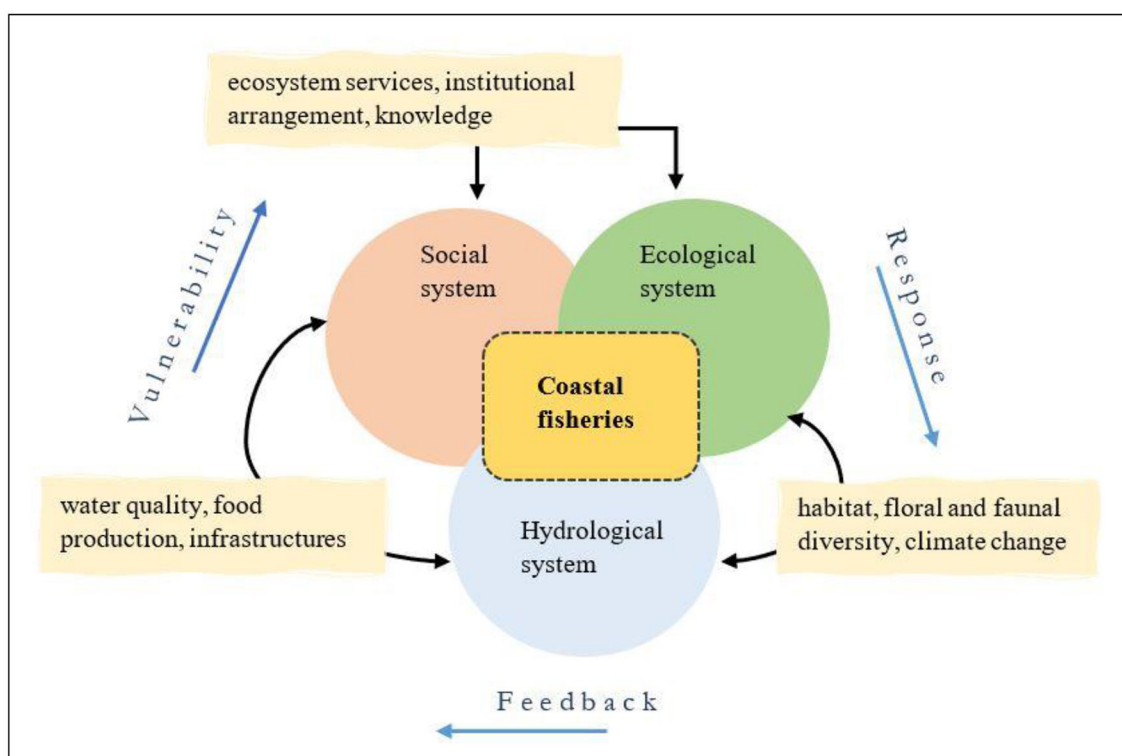 ecosystem services, institutional
arrangement, knowledge
Vulnerability
Social
system
Ecological
system
Response
Coastal
fisheries
water quality, food
production, infrastructures
Hydrological
system
habitat, floral and faunal
diversity, climate change
Feedback